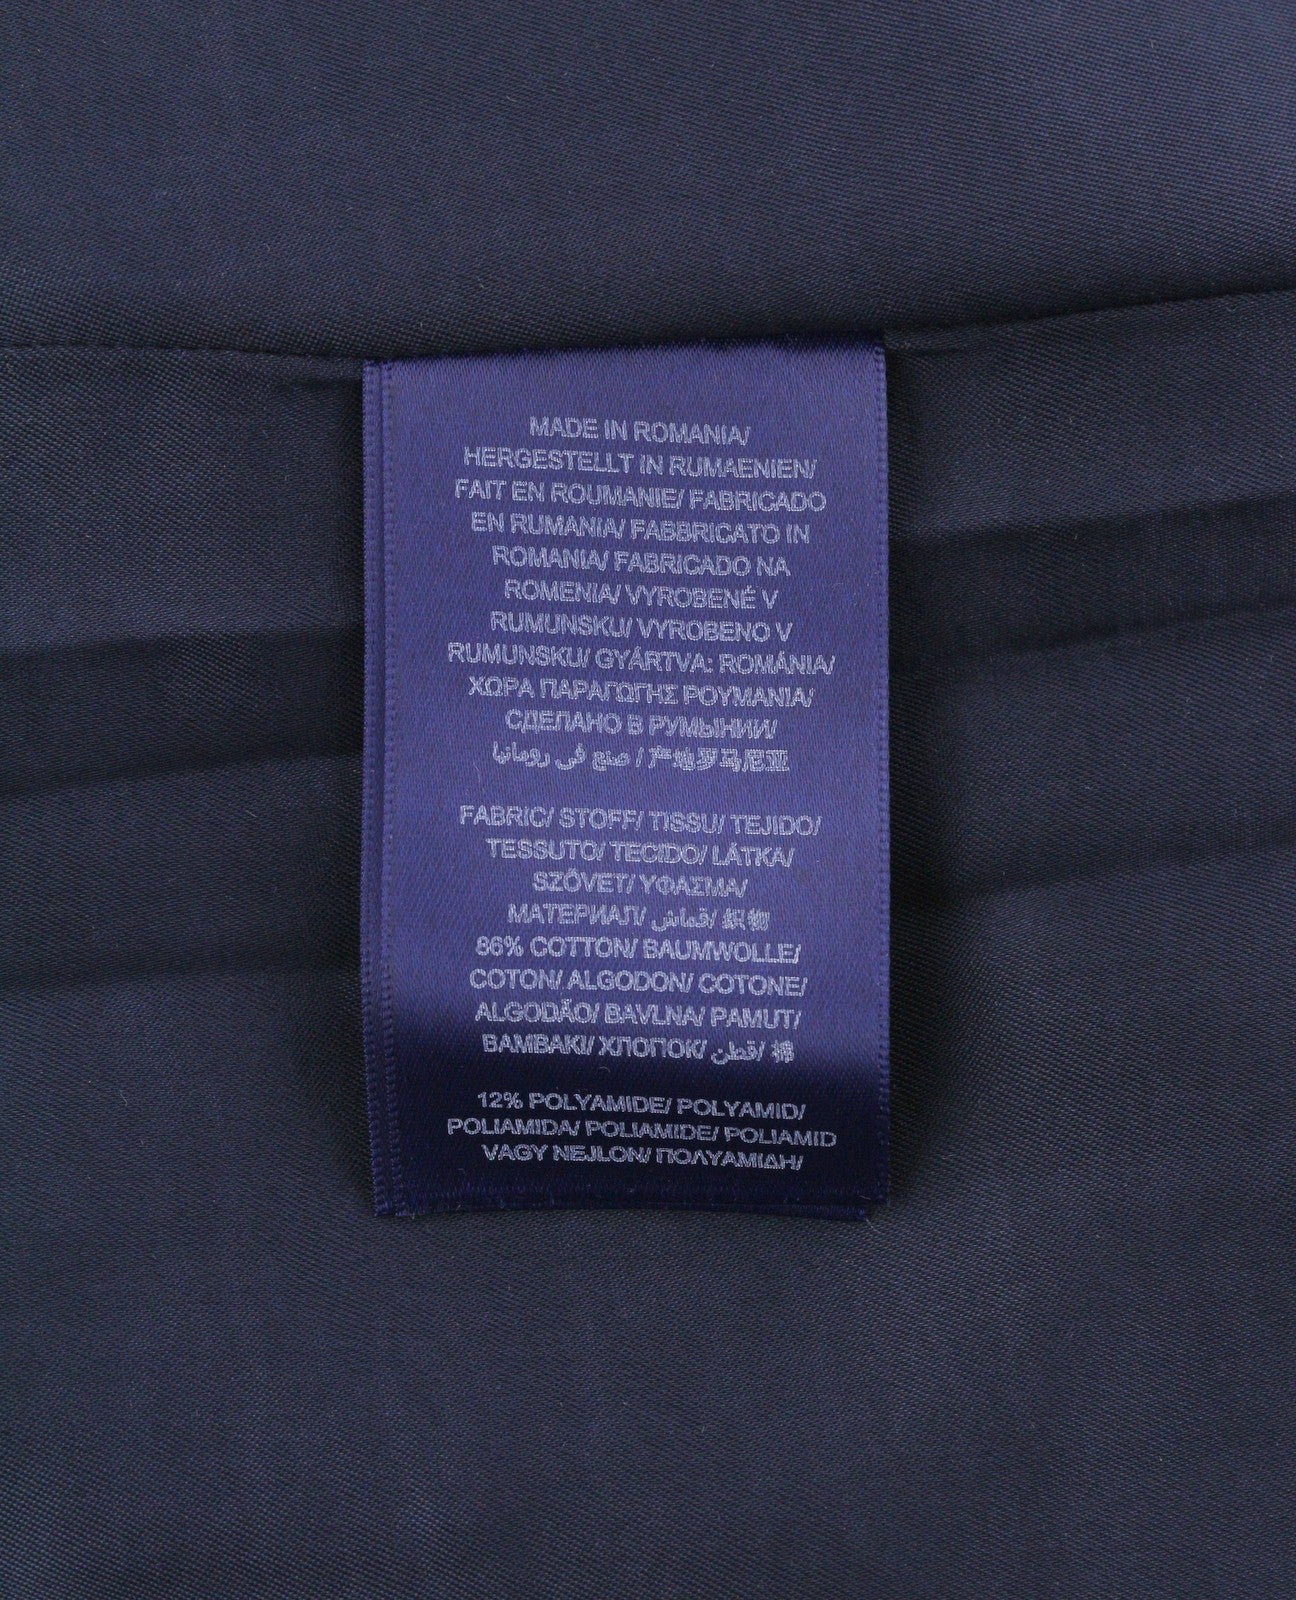 MADE IN ROMANIA/
HERGESTELLT IN RUMAENIEN/
FAIT EN ROUMANIE/ FABRICADO
EN RUMANIA/ FABBRICATO IN
ROMANIA/ FABRICADO NA
ROMENIA/ VYROBENÉ V
RUMUNSKU/ VYROBENO V
RUMUNSKU/ GYÁRTVA: ROMÁNIA/
ΧΩΡΑ ΠΑΡΑΓΩΓΗΣ ΡΟΥΜΑΝΙΑ/
СДЕЛАНО В РУМЫНИИ/
صنع في رومانيا / 产地罗马尼亚
FABRIC/ STOFF/ TISSU/ TEJIDO/
TESSUTO/ TECIDO/ LÁTKA/
SZÖVET/ ΥΦΑΣΜΑ/
МАТЕРИАЛ/ قماش/ 织物
86% COTTON/ BAUMWOLLE/
COTON/ ALGODON/ COTONE/
ALGODÃO/ BAVLNA/ PAMUT/
ΒΑΜΒΑΚΙ/ ХЛОПОК/ قطن/ 棉
12% POLYAMIDE/ POLYAMID/
POLIAMIDA/ POLIAMIDE/ POLIAMID
VAGY NEJLON/ ΠΟΛΥΑΜΙΔΗ/